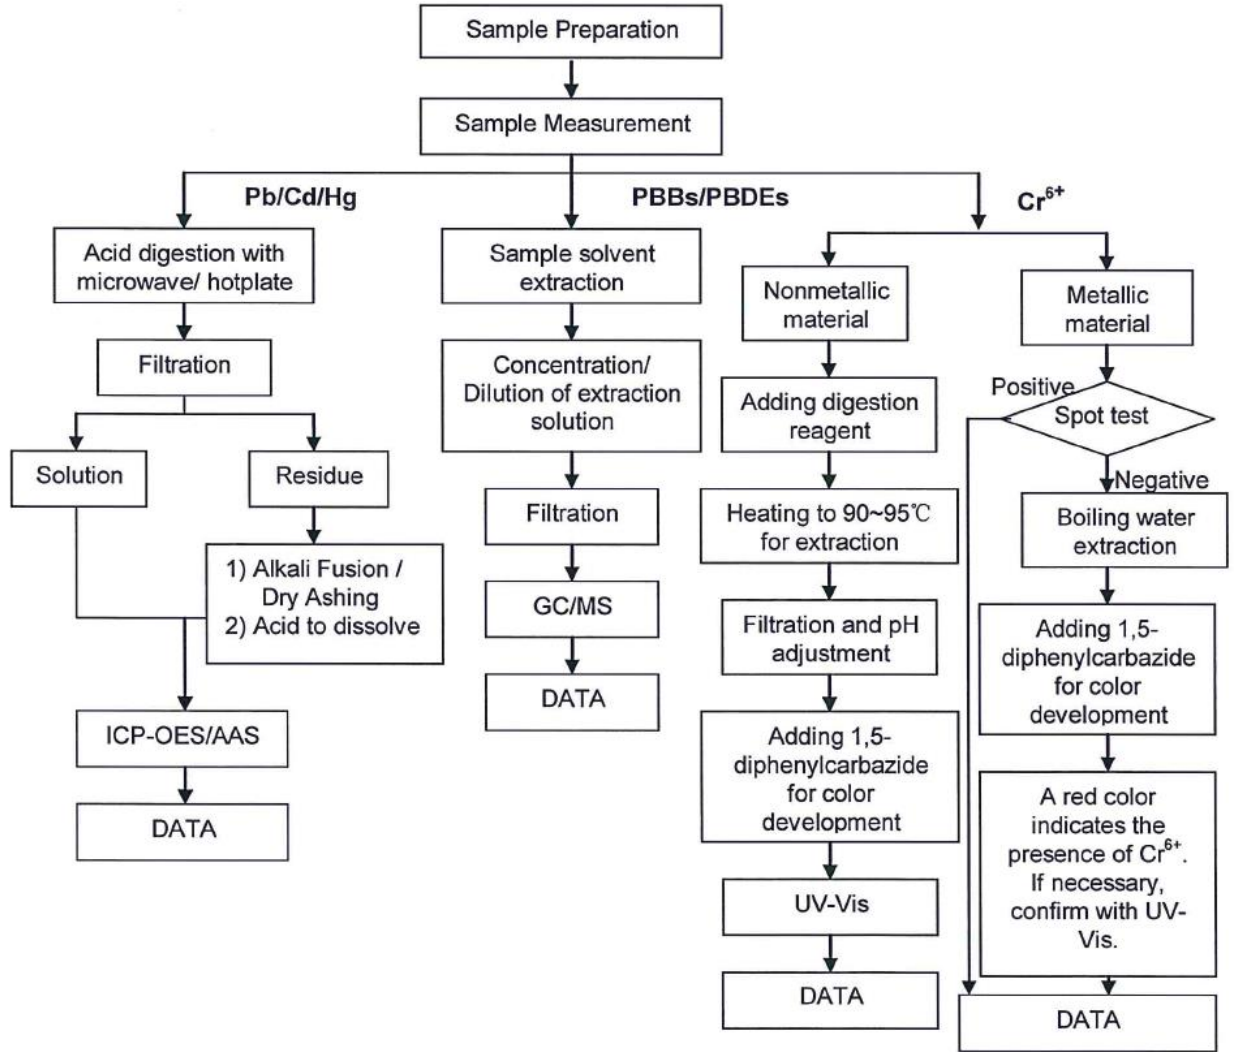 Sample Preparation
Sample Measurement
Pb/Cd/Hg
PBBs/PBDEs
Cr⁶⁺
Acid digestion with
microwave/ hotplate
Filtration
Solution
Residue
1) Alkali Fusion /
Dry Ashing
2) Acid to dissolve
ICP-OES/AAS
DATA
Sample solvent
extraction
Concentration/
Dilution of extraction
solution
Filtration
GC/MS
DATA
Nonmetallic
material
Adding digestion
reagent
Heating to 90~95℃
for extraction
Filtration and pH
adjustment
Adding 1,5-
diphenylcarbazide
for color
development
UV-Vis
DATA
Metallic
material
Positive
Spot test
Negative
Boiling water
extraction
Adding 1,5-
diphenylcarbazide
for color
development
A red color
indicates the
presence of Cr⁶⁺.
If necessary,
confirm with UV-
Vis.
DATA